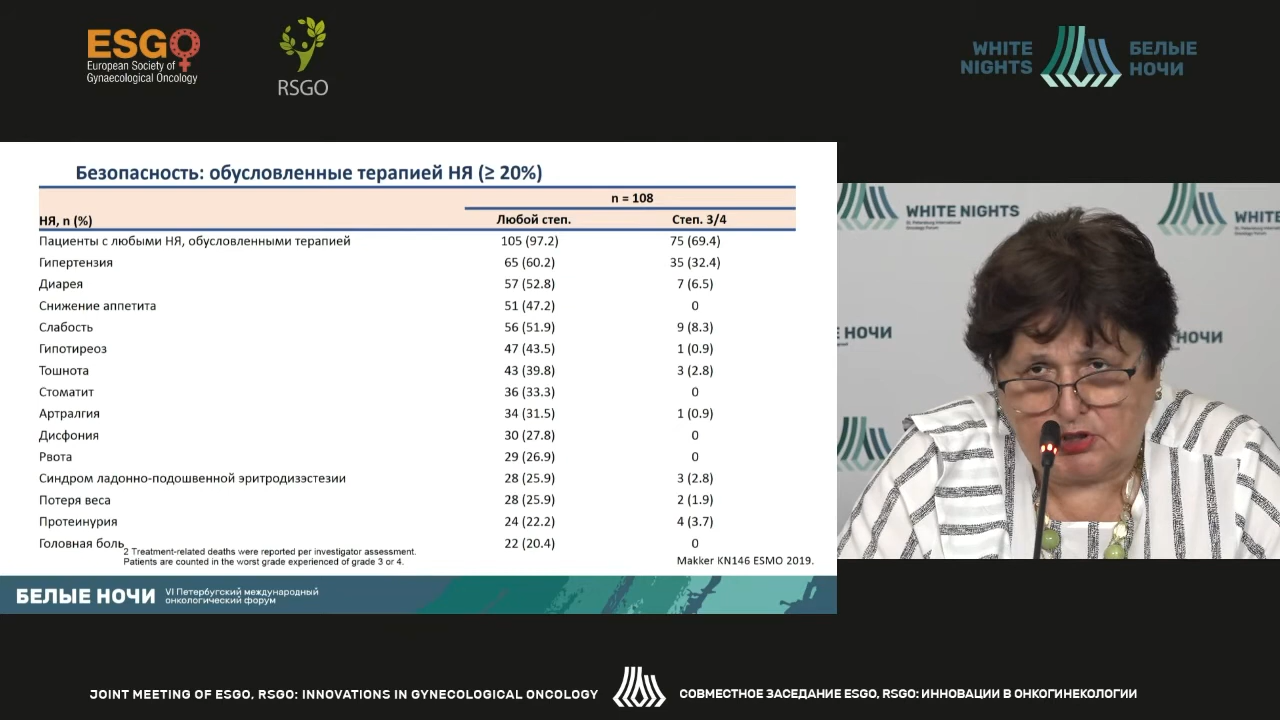 ESGO
European Society of
Gynaecological Oncology
RSGO
WHITE
NIGHTS
БЕЛЫЕ
НОЧИ
Безопасность: обусловленные терапией НЯ (≥ 20%)
n = 108
НЯ, n (%) Любой степ. Степ. 3/4
Пациенты с любыми НЯ, обусловленными терапией 105 (97.2) 75 (69.4)
Гипертензия 65 (60.2) 35 (32.4)
Диарея 57 (52.8) 7 (6.5)
Снижение аппетита 51 (47.2) 0
Слабость 56 (51.9) 9 (8.3)
Гипотиреоз 47 (43.5) 1 (0.9)
Тошнота 43 (39.8) 3 (2.8)
Стоматит 36 (33.3) 0
Артралгия 34 (31.5) 1 (0.9)
Дисфония 30 (27.8) 0
Рвота 29 (26.9) 0
Синдром ладонно-подошвенной эритродизэстезии 28 (25.9) 3 (2.8)
Потеря веса 28 (25.9) 2 (1.9)
Протеинурия 24 (22.2) 4 (3.7)
Головная боль 22 (20.4) 0
2 Treatment-related deaths were reported per investigator assessment.
Patients are counted in the worst grade experienced of grade 3 or 4.
Makker KN146 ESMO 2019.
БЕЛЫЕ НОЧИ
VI Петербугский международный
онкологический форум
WHITE NIGHTS
St. Petersburg International
Oncology Forum
WHITE
Е НОЧИ
НОЧИ
JOINT MEETING OF ESGO, RSGO: INNOVATIONS IN GYNECOLOGICAL ONCOLOGY
СОВМЕСТНОЕ ЗАСЕДАНИЕ ESGO, RSGO: ИННОВАЦИИ В ОНКОГИНЕКОЛОГИИ